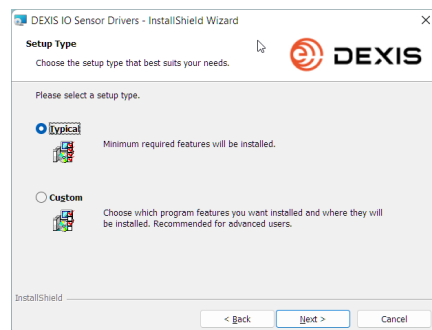 DEXIS IO Sensor Drivers - InstallShield Wizard
Setup Type
Choose the setup type that best suits your needs.
DEXIS
Please select a setup type.
Typical
Minimum required features will be installed.
Custom
Choose which program features you want installed and where they will
be installed. Recommended for advanced users.
InstallShield
< Back
Next >
Cancel